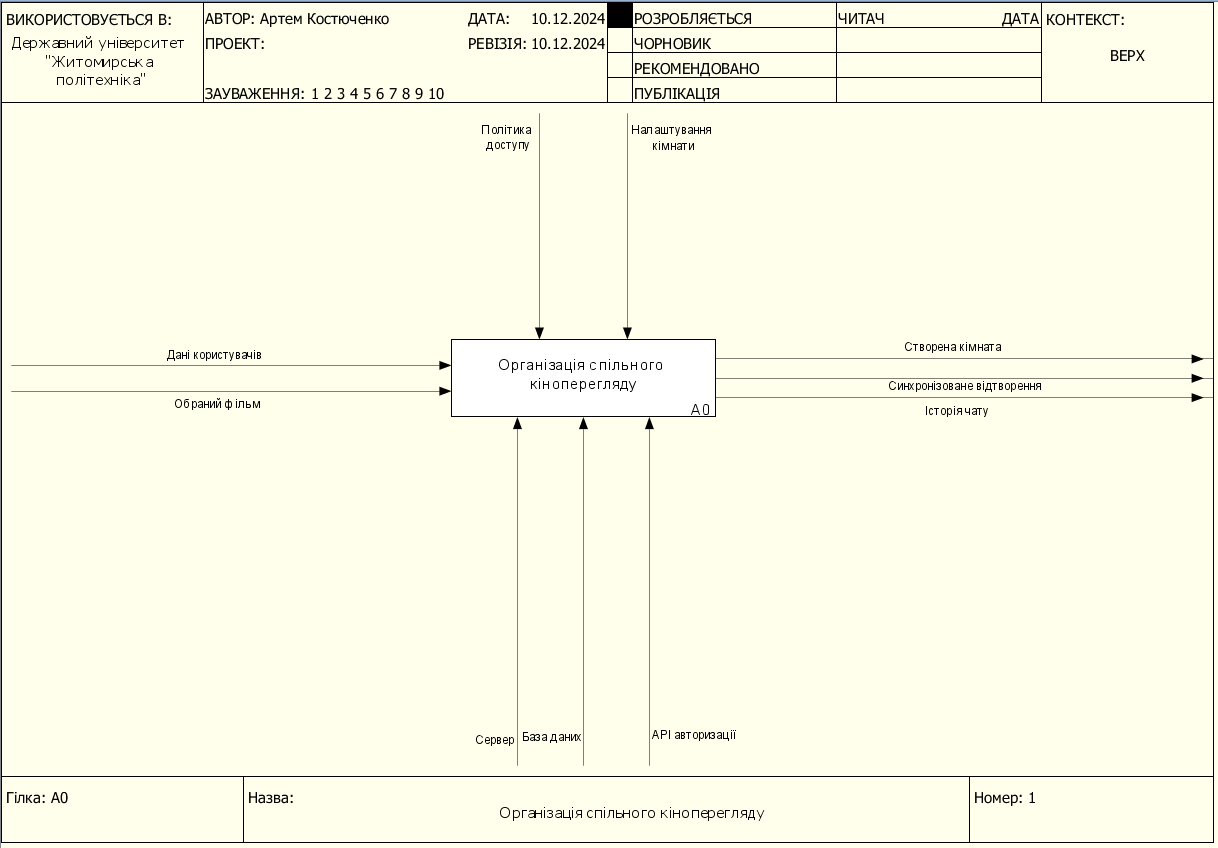 ВИКОРИСТОВУЄТЬСЯ В:
Державний університет
"Житомирська
політехніка"
АВТОР: Артем Костюченко
ДАТА: 10.12.2024
ПРОЕКТ:
РЕВІЗІЯ: 10.12.2024
ЗАУВАЖЕННЯ: 1 2 3 4 5 6 7 8 9 10
РОЗРОБЛЯЄТЬСЯ
ЧОРНОВИК
РЕКОМЕНДОВАНО
ПУБЛІКАЦІЯ
ЧИТАЧ
ДАТА
КОНТЕКСТ:
ВЕРХ
Політика
доступу
Налаштування
кімнати
Дані користувачів
Обраний фільм
Організація спільного
кіноперегляду
A0
Створена кімната
Синхронізоване відтворення
Історія чату
Сервер
База даних
API авторизації
Гілка: A0
Назва:
Організація спільного кіноперегляду
Номер: 1